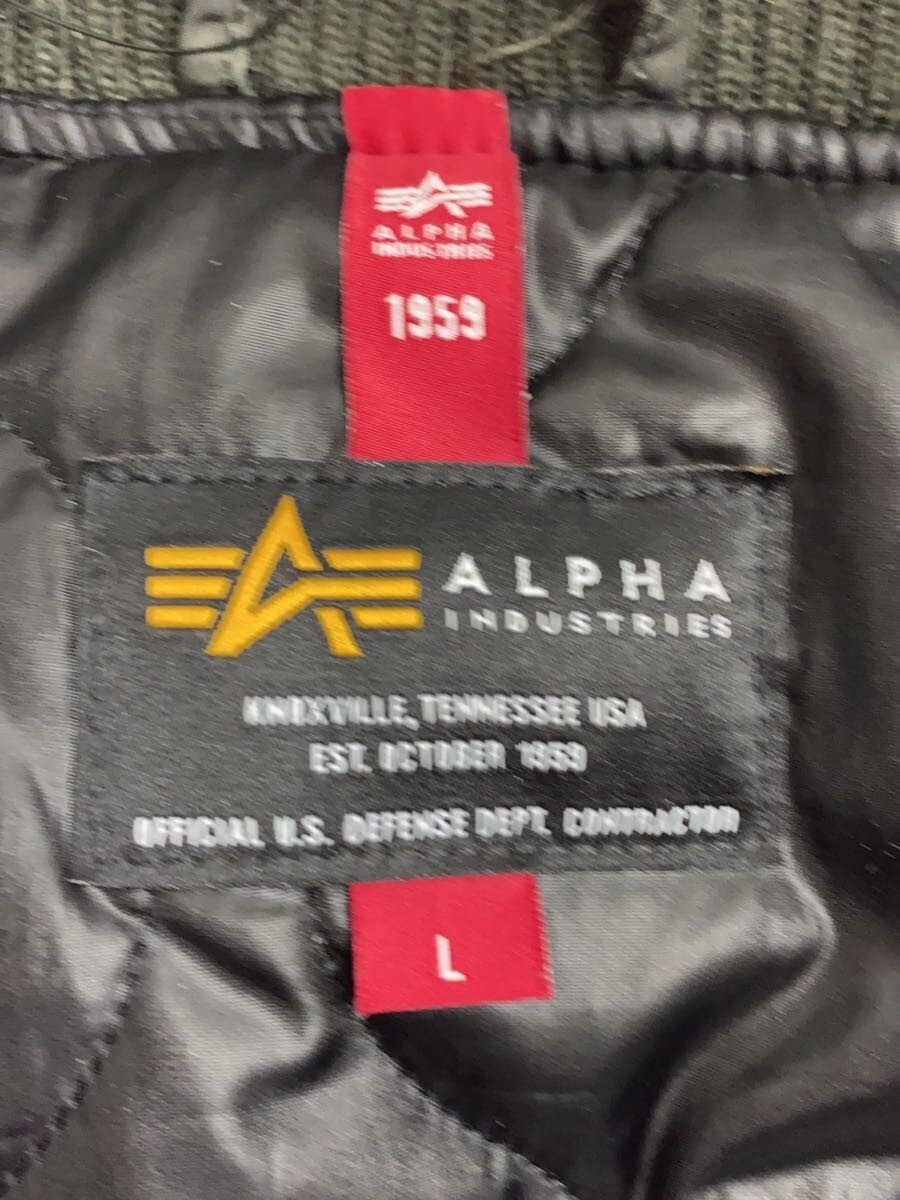 ALPHA
INDUSTRIES
1959
ALPHA
INDUSTRIES
KNOXVILLE, TENNESSEE USA
EST. OCTOBER 1959
OFFICIAL U.S. DEFENSE DEPT. CONTRACTOR
L